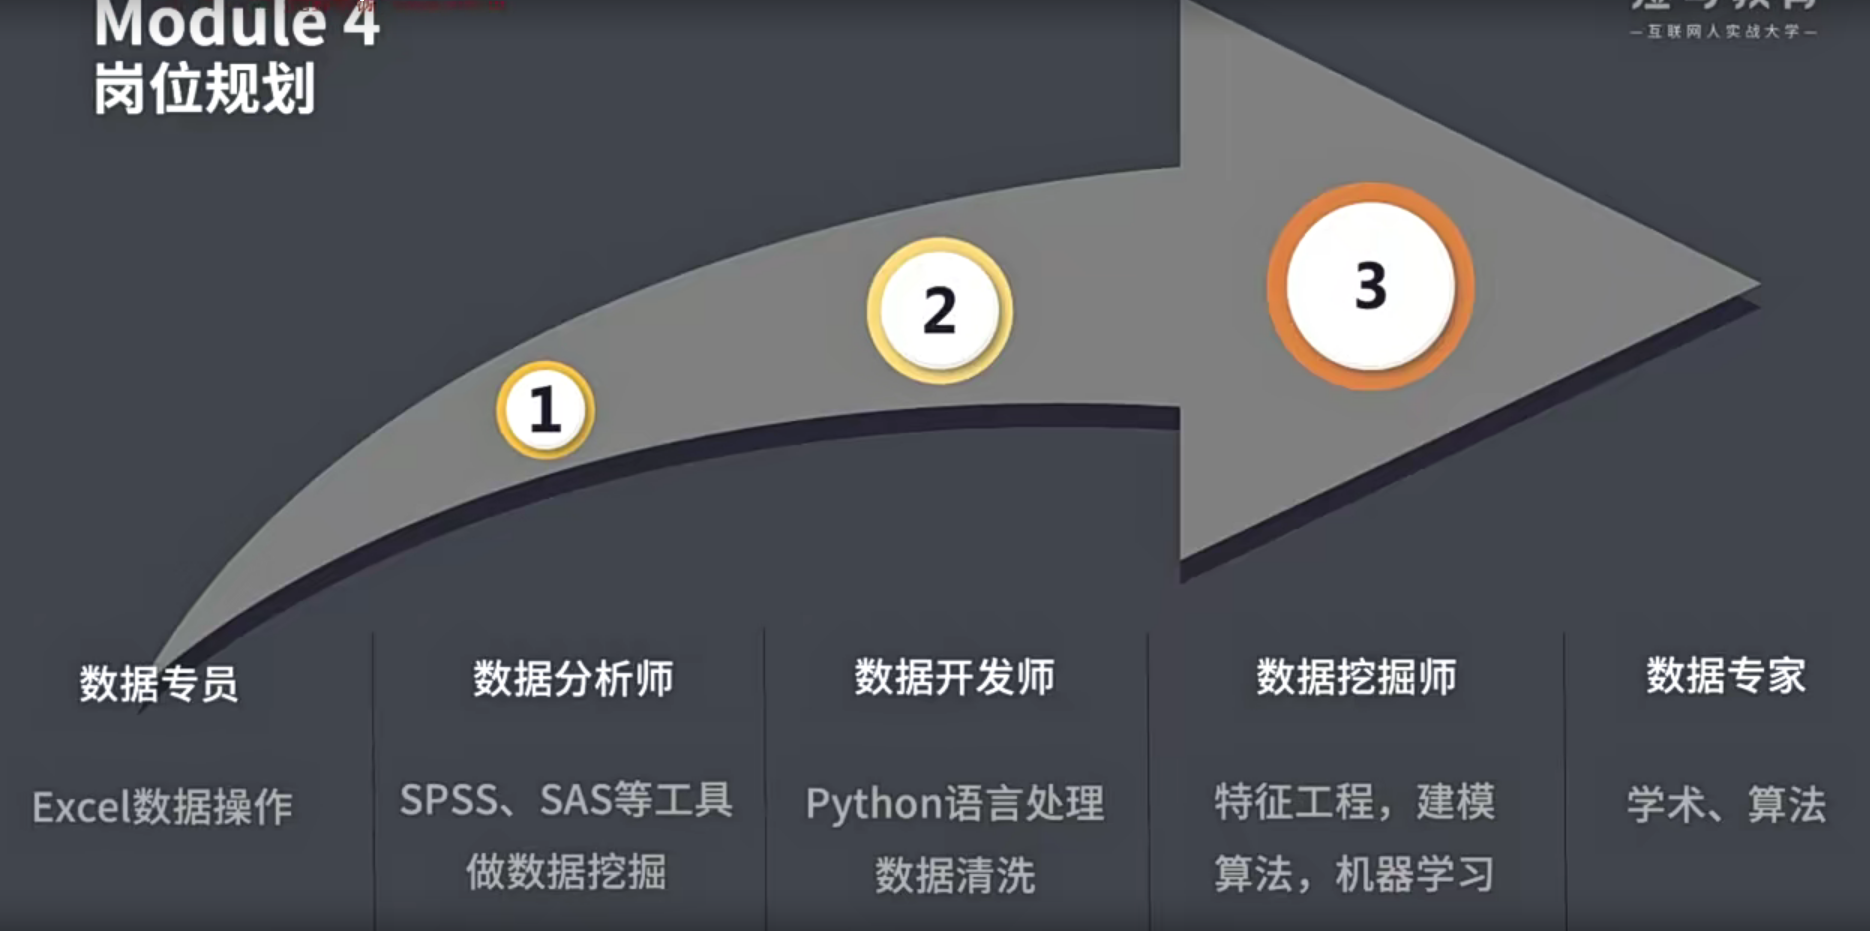 Module 4
岗位规划
—互联网人实战大学—
1
2
3
数据专员
Excel数据操作
数据分析师
SPSS、SAS等工具
做数据挖掘
数据开发师
Python语言处理
数据清洗
数据挖掘师
特征工程，建模
算法，机器学习
数据专家
学术、算法